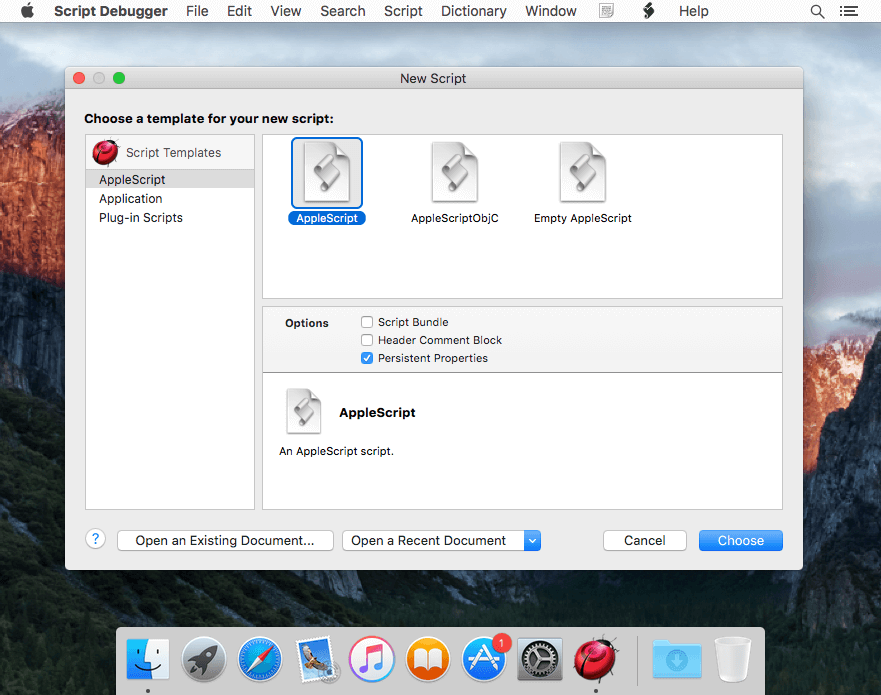 Script Debugger File Edit View Search Script Dictionary Window Help
New Script
Choose a template for your new script:
Script Templates
AppleScript
Application
Plug-in Scripts
AppleScript AppleScriptObjC Empty AppleScript
Options
Script Bundle
Header Comment Block
Persistent Properties
AppleScript
An AppleScript script.
? Open an Existing Document... Open a Recent Document Cancel Choose
1